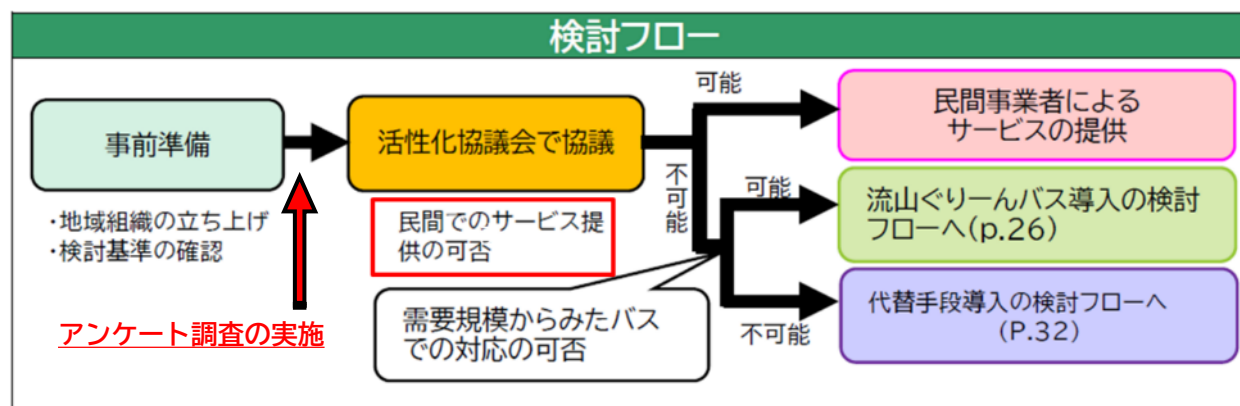 検討フロー
事前準備
・地域組織の立ち上げ
・検討基準の確認
アンケート調査の実施
活性化協議会で協議
民間でのサービス提
供の可否
需要規模からみたバス
での対応の可否
可能
不可能
可能
不可能
民間事業者による
サービスの提供
流山ぐりーんバス導入の検討
フローへ(p.26)
代替手段導入の検討フローへ
(P.32)